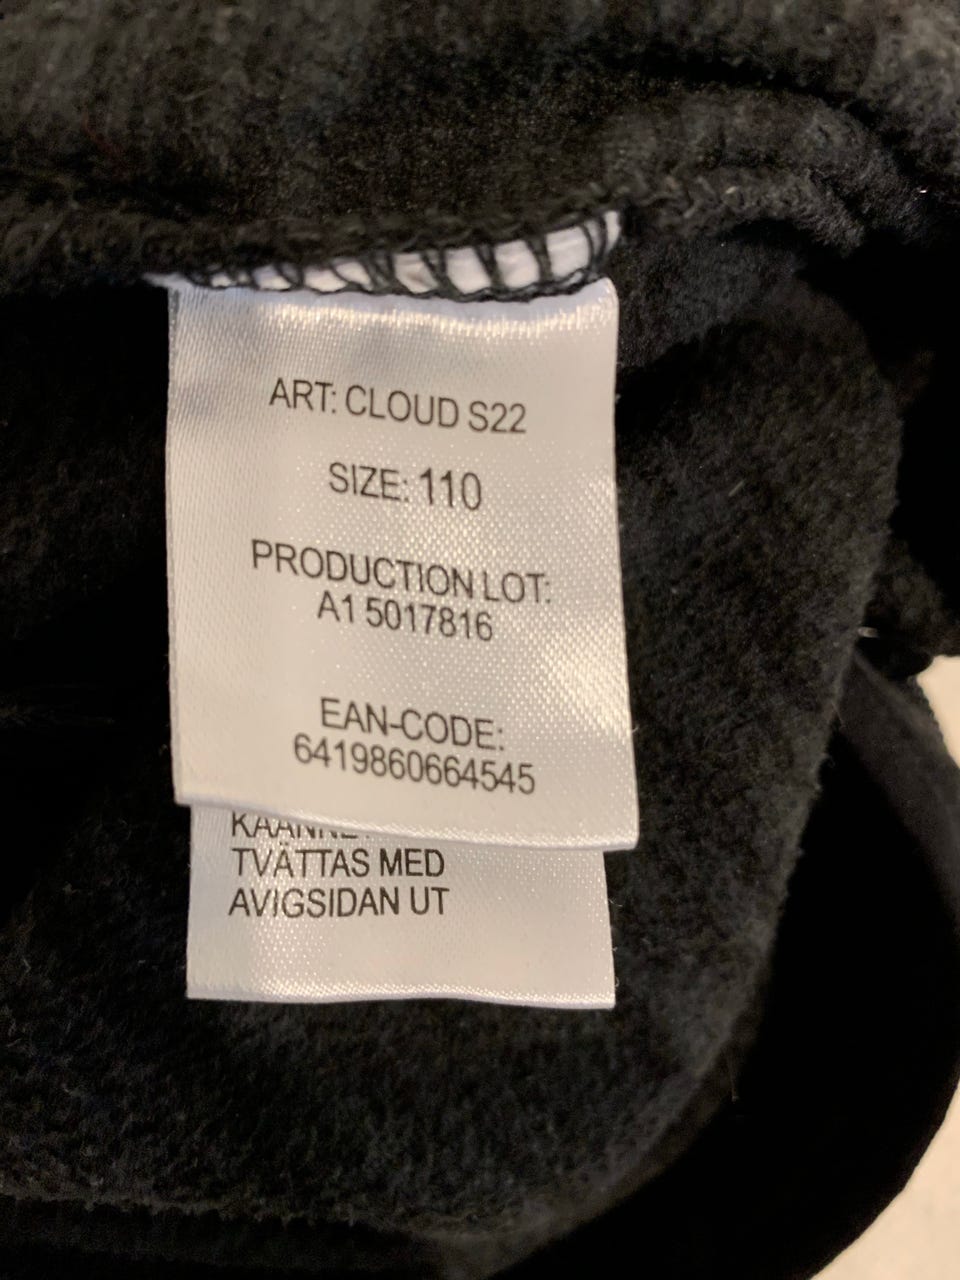 ART: CLOUD S22
SIZE: 110
PRODUCTION LOT:
A1 5017816
EAN-CODE:
6419860664545
TVÄTTAS MED
AVIGSIDAN UT